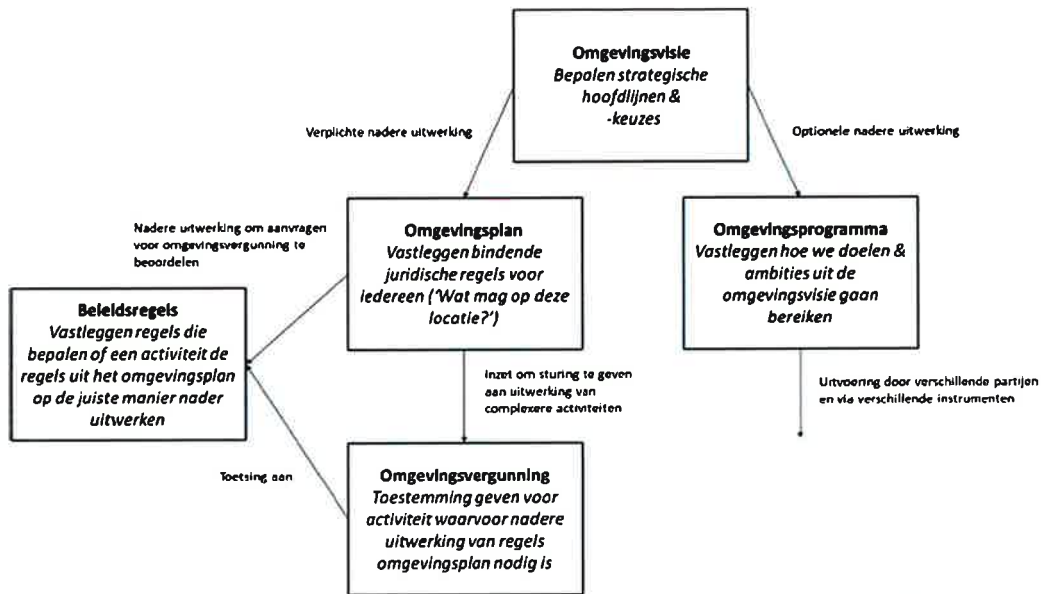 Omgevingsvisie
Bepalen strategische
hoofdlijnen &
-keuzes
Verplichte nadere uitwerking
Optionele nadere uitwerking
Nadere uitwerking om aanvragen
voor omgevingsvergunning te
beoordelen
Omgevingsplan
Vastleggen bindende
juridische regels voor
iedereen ('Wat mag op deze
locatie?')
Omgevingsprogramma
Vastleggen hoe we doelen &
ambities uit de
omgevingsvisie gaan
bereiken
Beleidsregels
Vastleggen regels die
bepalen of een activiteit de
regels uit het omgevingsplan
op de juiste manier nader
uitwerken
Inzet om sturing te geven
aan uitwerking van
complexere activiteiten
Uitvoering door verschillende partijen
en via verschillende instrumenten
Toetsing aan
Omgevingsvergunning
Toestemming geven voor
activiteit waarvoor nadere
uitwerking van regels
omgevingsplan nodig is